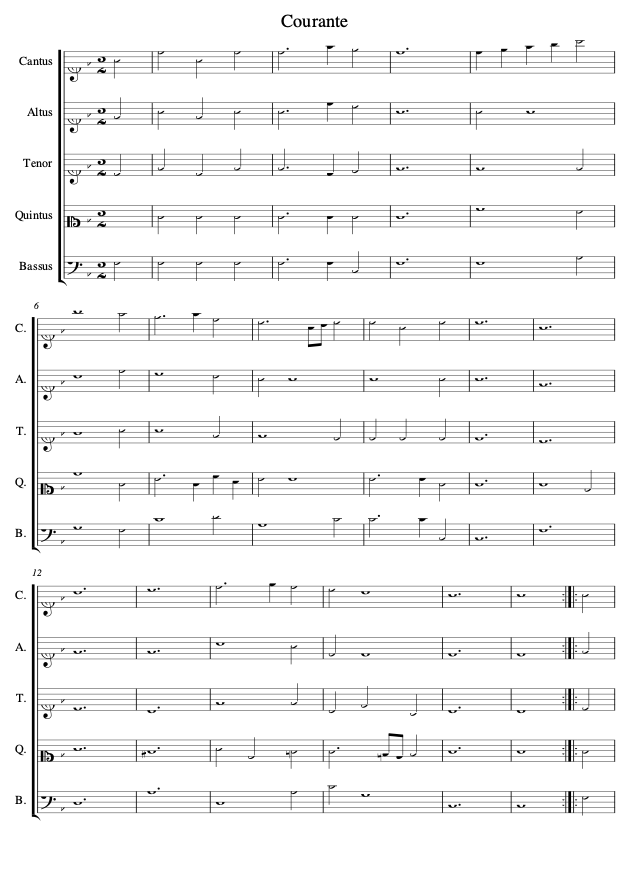 Courante
Cantus
Altus
Tenor
Quintus
Bassus
6
C.
A.
T.
Q.
B.
12
C.
A.
T.
Q.
B.